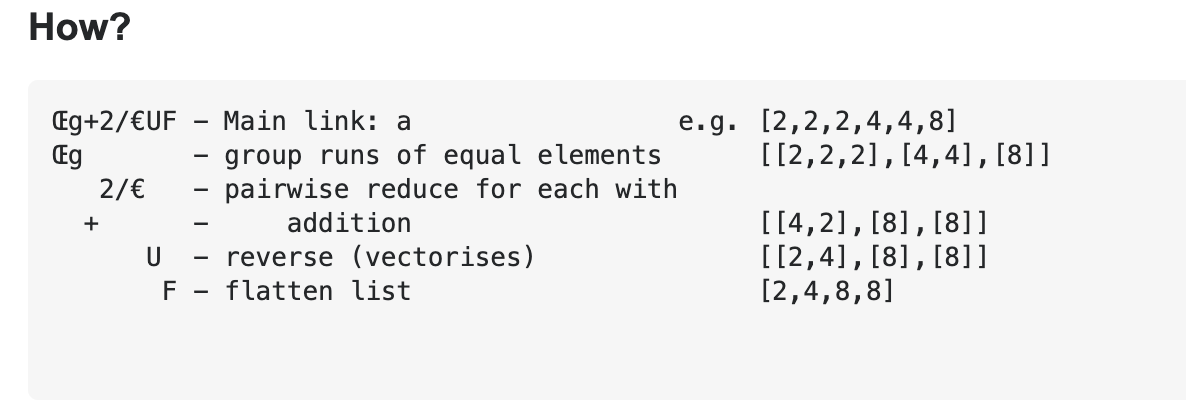 How?
Œg+2/€UF – Main link: a                 e.g. [2,2,2,4,4,8]
Œg       – group runs of equal elements      [[2,2,2],[4,4],[8]]
   2/€   – pairwise reduce for each with
  +      –     addition                      [[4,2],[8],[8]]
      U  – reverse (vectorises)              [[2,4],[8],[8]]
       F – flatten list                      [2,4,8,8]